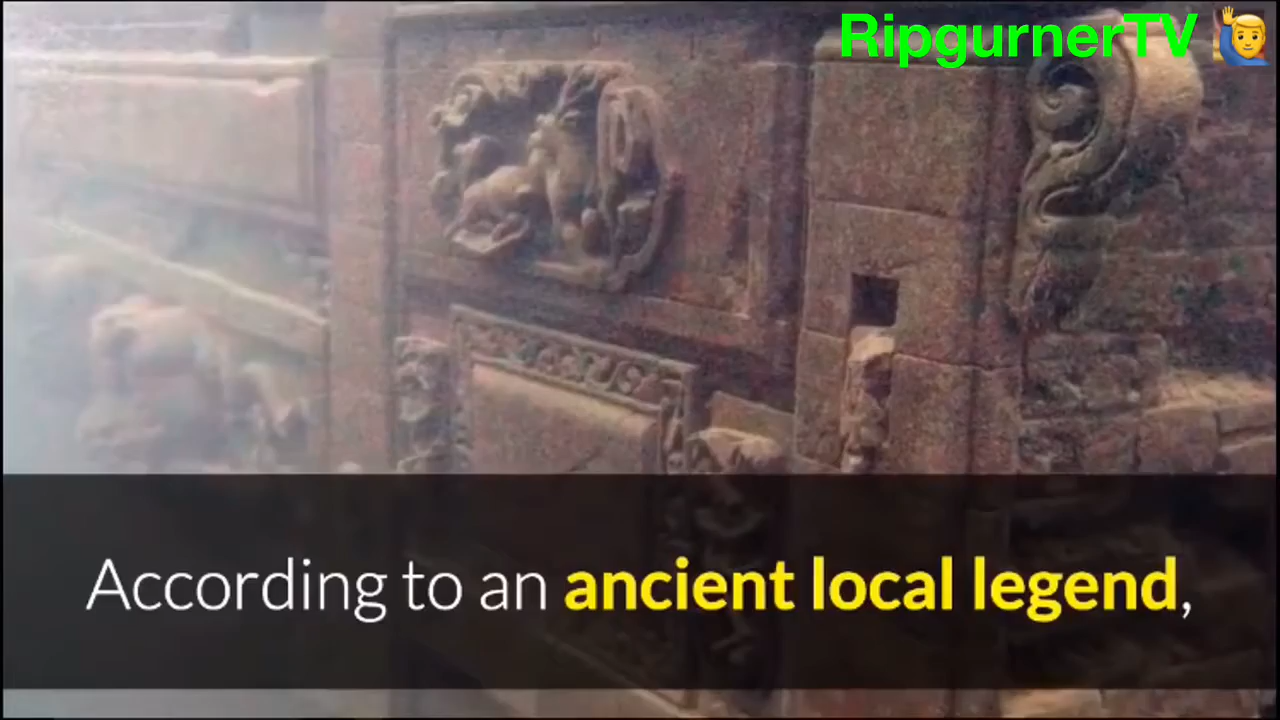 RipgurnerTV 🙋‍♂️
According to an ancient local legend,